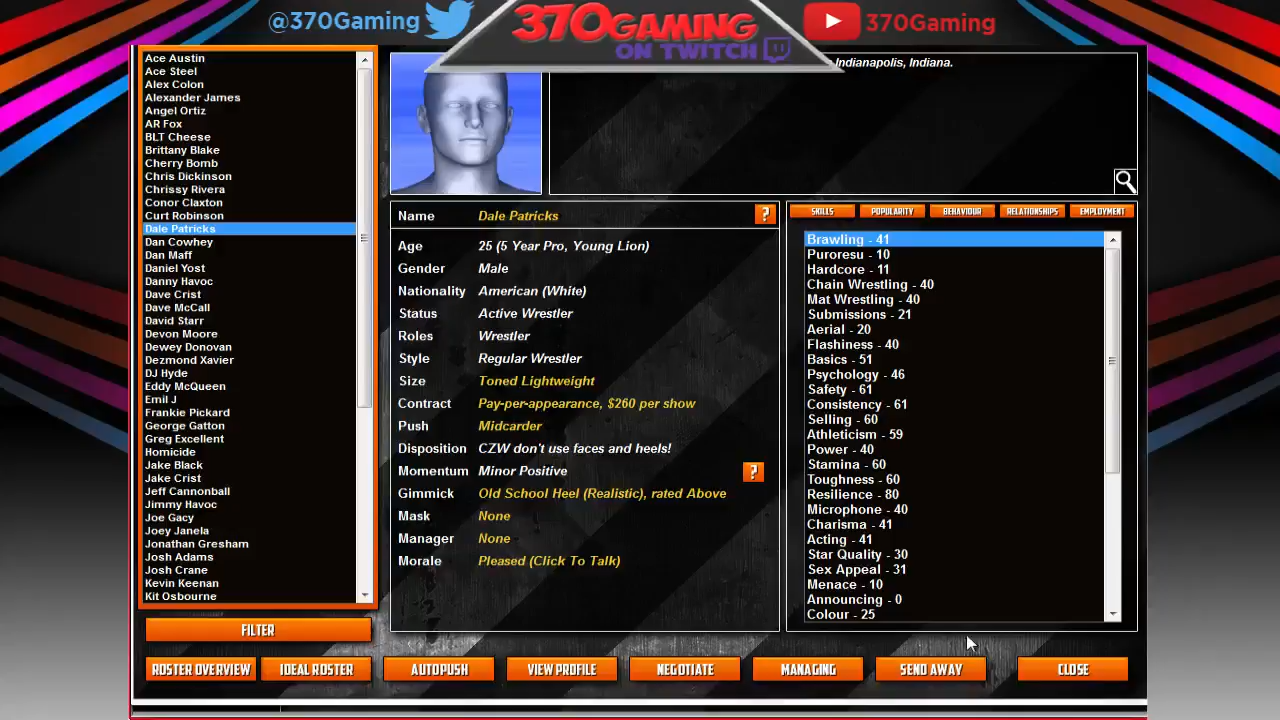 @370Gaming
370GAMING
ON TWITCH
370Gaming
Ace Austin
Ace Steel
Alex Colon
Alexander James
Angel Ortiz
AR Fox
BLT Cheese
Brittany Blake
Cherry Bomb
Chris Dickinson
Chrissy Rivera
Conor Claxton
Curt Robinson
Dale Patricks
Dan Cowhey
Dan Maff
Daniel Yost
Danny Havoc
Dave Crist
Dave McCall
David Starr
Devon Moore
Dewey Donovan
Dezmond Xavier
DJ Hyde
Eddy McQueen
Emil J
Frankie Pickard
George Gatton
Greg Excellent
Homicide
Jake Black
Jake Crist
Jeff Cannonball
Jimmy Havoc
Joe Gacy
Joey Janela
Jonathan Gresham
Josh Adams
Josh Crane
Kevin Keenan
Kit Osbourne
FILTER
Indianapolis, Indiana.
Name Dale Patricks ?
Age 25 (5 Year Pro, Young Lion)
Gender Male
Nationality American (White)
Status Active Wrestler
Roles Wrestler
Style Regular Wrestler
Size Toned Lightweight
Contract Pay-per-appearance, $260 per show
Push Midcarder
Disposition CZW don't use faces and heels!
Momentum Minor Positive ?
Gimmick Old School Heel (Realistic), rated Above
Mask None
Manager None
Morale Pleased (Click To Talk)
SKILLS POPULARITY BEHAVIOUR RELATIONSHIPS EMPLOYMENT
Brawling - 41
Puroresu - 10
Hardcore - 11
Chain Wrestling - 40
Mat Wrestling - 40
Submissions - 21
Aerial - 20
Flashiness - 40
Basics - 51
Psychology - 46
Safety - 61
Consistency - 61
Selling - 60
Athleticism - 59
Power - 40
Stamina - 60
Toughness - 60
Resilience - 80
Microphone - 40
Charisma - 41
Acting - 41
Star Quality - 30
Sex Appeal - 31
Menace - 10
Announcing - 0
Colour - 25
ROSTER OVERVIEW IDEAL ROSTER AUTOPUSH VIEW PROFILE NEGOTIATE MANAGING SEND AWAY CLOSE